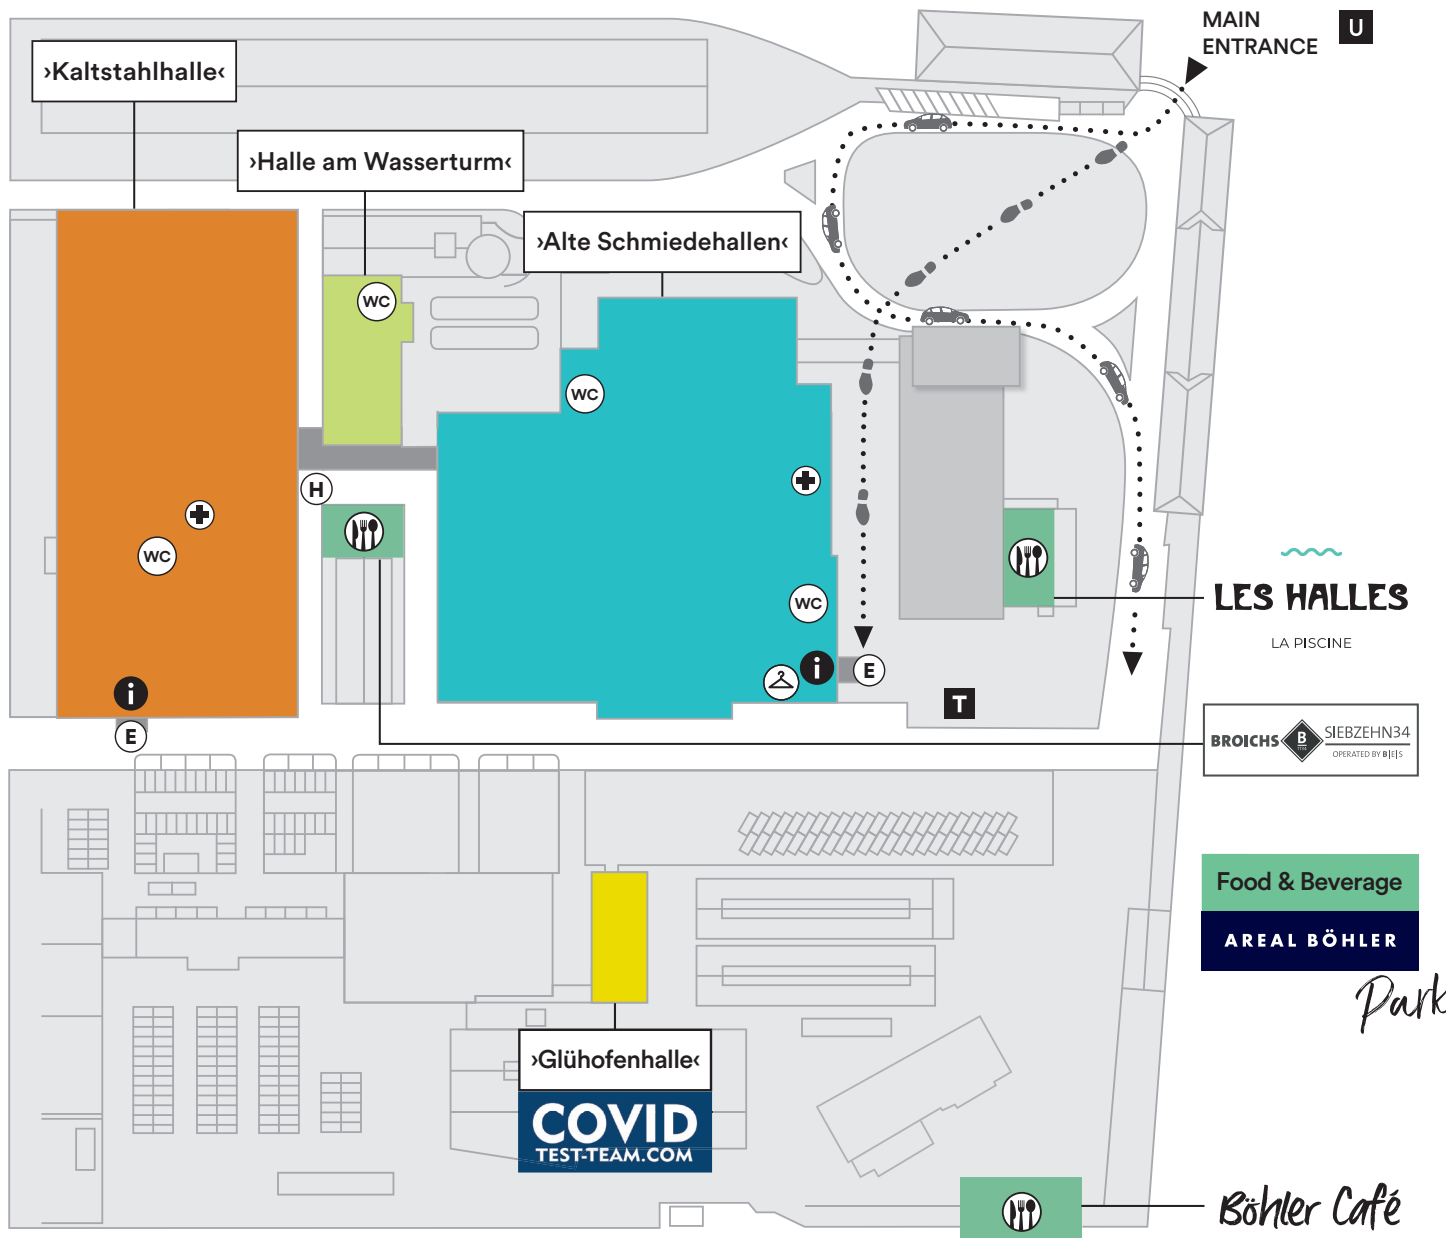 MAIN
ENTRANCE
U
›Kaltstahlhalle‹
›Halle am Wasserturm‹
›Alte Schmiedehallen‹
WC
WC
H
WC
WC
i
E
i
E
T
LES HALLES
LA PISCINE
BROICHS
B
SIEBZEHN34
OPERATED BY B|E|S
Food & Beverage
AREAL BÖHLER
Park
›Glühofenhalle‹
COVID
TEST-TEAM.COM
Böhler Café